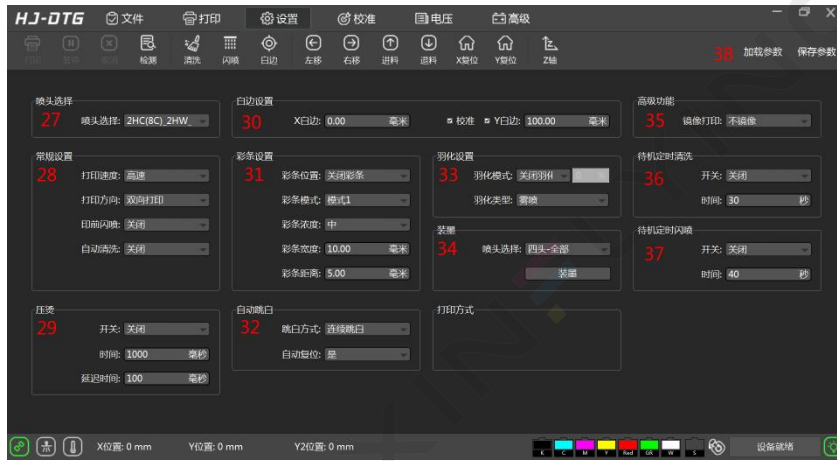 HJ-DTG 文件 打印 设置 校准 电压 高级
打印 暂停 取消 检测 清洗 闪喷 白边 左移 右移 进料 退料 X复位 Y复位 Z轴 38 加载参数 保存参数
喷头选择
27 喷头选择: 2HC(8C)_2HW_
白边设置
30 X白边: 0.00 毫米 校准 Y白边: 100.00 毫米
高级功能
35 镜像打印: 不镜像
常规设置
28 打印速度: 高速
打印方向: 双向打印
印前闪喷: 关闭
自动清洗: 关闭
彩条设置
31 彩条位置: 关闭彩条
彩条模式: 模式1
彩条浓度: 中
彩条宽度: 10.00 毫米
彩条距离: 5.00 毫米
羽化设置
33 羽化模式: 关闭羽化
羽化类型: 雾喷
装墨
34 喷头选择: 四头-全部
装墨
待机定时清洗
36 开关: 关闭
时间: 30 秒
待机定时闪喷
37 开关: 关闭
时间: 40 秒
压烫
29 开关: 关闭
时间: 1000 毫秒
延迟时间: 100 毫秒
自动跳白
32 跳白方式: 连续跳白
自动复位: 是
打印方式
X位置: 0 mm Y位置: 0 mm Y2位置: 0 mm K C M Y Red GR W S 设备就绪